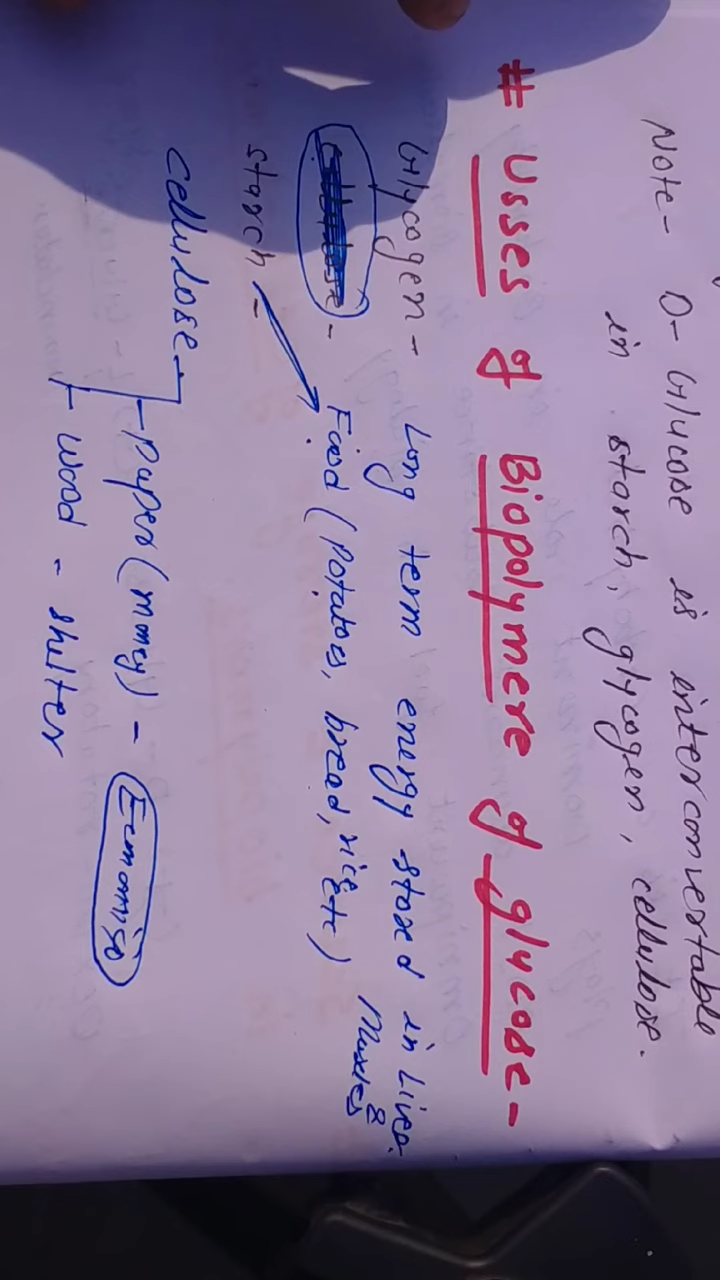 Note- D-Glucose is interconvertable
in starch, glycogen, cellulose.
# Usses of Biopolymere of glucose-
Glycogen - Long term energy stored in Liver &
Muscles
Food (Potatoes, bread, rice etc)
starch -
cellulose - Paper (money) - Economiso
wood - shelter